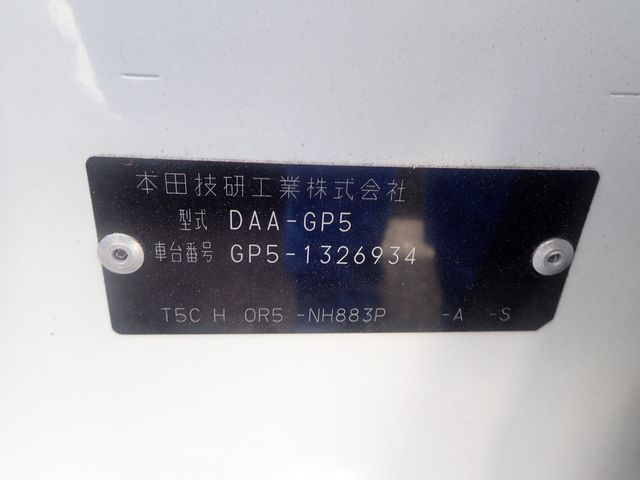 本田技研工業株式会社
型式 DAA-GP5
車台番号 GP5-1326934
T5C H OR5 -NH883P -A -S